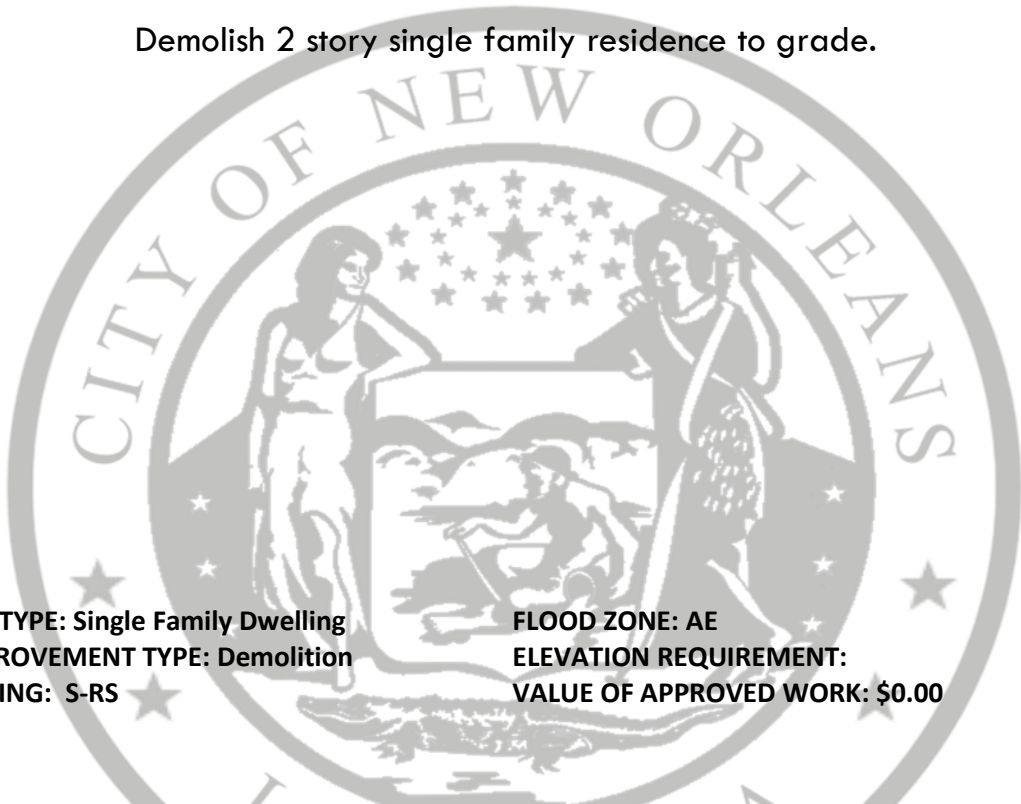 Demolish 2 story single family residence to grade.
CITY OF NEW ORLEANS
TYPE: Single Family Dwelling
FLOOD ZONE: AE
ROVEMENT TYPE: Demolition
ELEVATION REQUIREMENT:
ING: S-RS
VALUE OF APPROVED WORK: $0.00